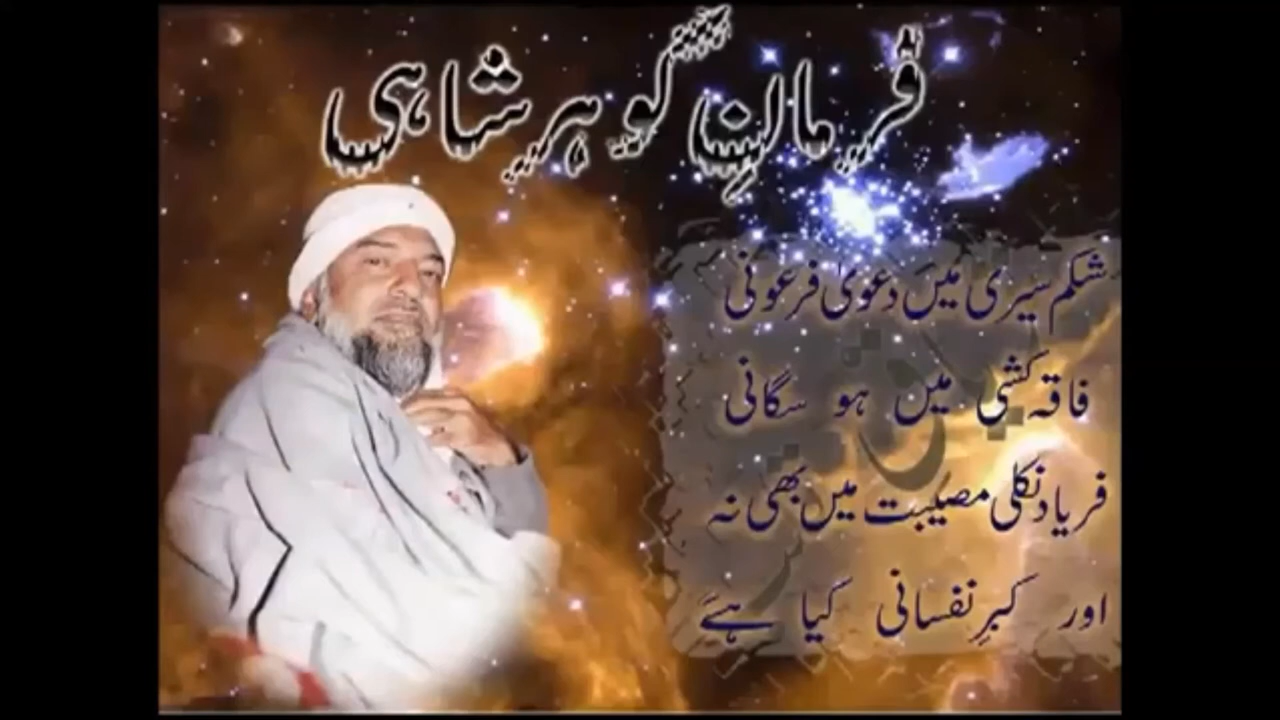 فرمانِ گوہر شاہی
شکم سیری میں دعویٰ فرعونی
فاقہ کشی میں ہو سگانی
فریاد نکلی مصیبت میں بھی نہ
اور کبرِ نفسانی کیا ہے